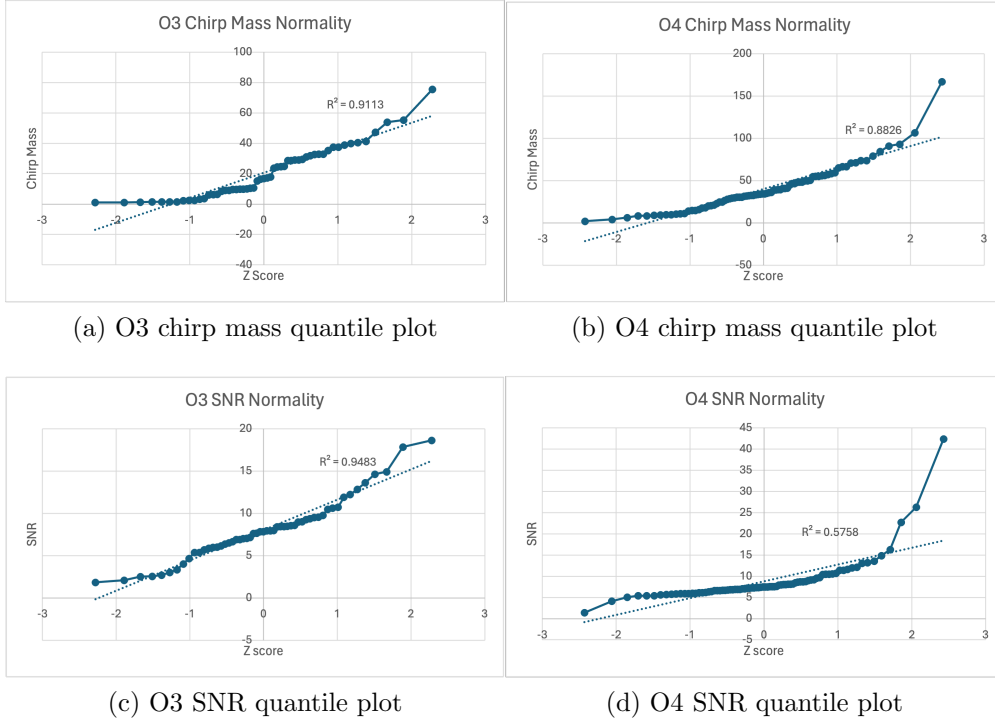 O3 Chirp Mass Normality
100
80
60
40
20
0
-20
-40
-3
-2
-1
0
1
2
3
R² = 0.9113
Chirp Mass
Z Score
(a) O3 chirp mass quantile plot
O4 Chirp Mass Normality
200
150
100
50
0
-50
-3
-2
-1
0
1
2
3
R² = 0.8826
Chirp Mass
Z Score
(b) O4 chirp mass quantile plot
O3 SNR Normality
20
15
10
5
0
-5
-3
-2
-1
0
1
2
3
R² = 0.9483
SNR
Z score
(c) O3 SNR quantile plot
O4 SNR Normality
45
40
35
30
25
20
15
10
5
0
-5
-3
-2
-1
0
1
2
3
R² = 0.5758
SNR
Z score
(d) O4 SNR quantile plot